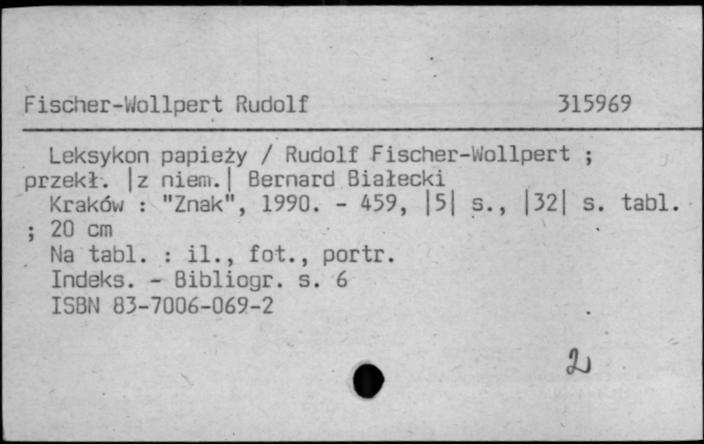 Fischer-Wollpert Rudolf 315969
Leksykon papieży / Rudolf Fischer-Wollpert ;
przekł. |z niem.| Bernard Białecki
Kraków : "Znak", 1990. - 459, |5| s., |32| s. tabl.
; 20 cm
Na tabl. : il., fot., portr.
Indeks. - Bibliogr. s. 6
ISBN 83-7006-069-2
2